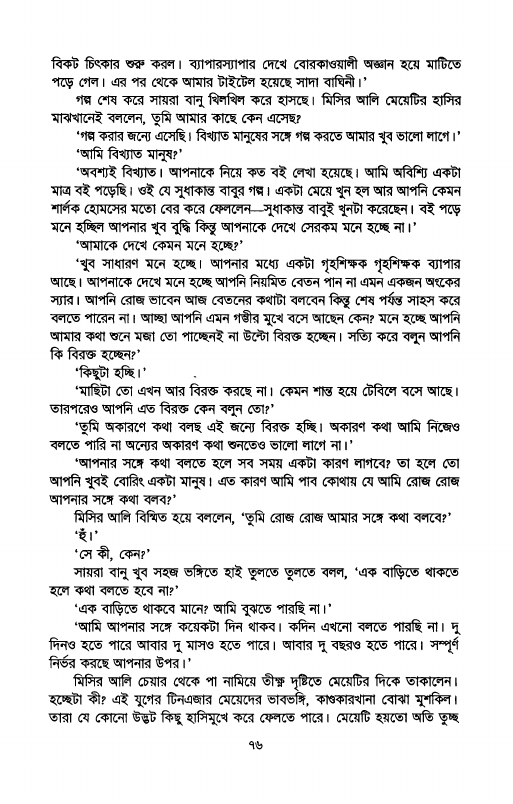 বিকট চিৎকার শুরু করল। ব্যাপারস্যাপার দেখে বোরকাওয়ালী অজ্ঞান হয়ে মাটিতে
পড়ে গেল। এর পর থেকে আমার টাইটেল হয়েছে সাদা বাঘিনী।’
গল্প শেষ করে সায়রা বানু খিলখিল করে হাসছে। মিসির আলি মেয়েটির হাসির
মাঝখানেই বললেন, তুমি আমার কাছে কেন এসেছ?
‘গল্প করার জন্যে এসেছি। বিখ্যাত মানুষের সঙ্গে গল্প করতে আমার খুব ভালো লাগে।’
‘আমি বিখ্যাত মানুষ?’
‘অবশ্যই বিখ্যাত। আপনাকে নিয়ে কত বই লেখা হয়েছে। আমি অবিশ্যি একটা
মাত্র বই পড়েছি। ওই যে সুধাকান্ত বাবুর গল্প। একটা মেয়ে খুন হল আর আপনি কেমন
শার্লক হোমসের মতো বের করে ফেললেন—সুধাকান্ত বাবুই খুনটা করেছেন। বই পড়ে
মনে হচ্ছিল আপনার খুব বুদ্ধি কিন্তু আপনাকে দেখে সেরকম মনে হচ্ছে না।’
‘আমাকে দেখে কেমন মনে হচ্ছে?’
‘খুব সাধারণ মনে হচ্ছে। আপনার মধ্যে একটা গৃহশিক্ষক গৃহশিক্ষক ব্যাপার
আছে। আপনাকে দেখে মনে হচ্ছে আপনি নিয়মিত বেতন পান না এমন একজন অংকের
স্যার। আপনি রোজ ভাবেন আজ বেতনের কথাটা বলবেন কিন্তু শেষ পর্যন্ত সাহস করে
বলতে পারেন না। আচ্ছা আপনি এমন গম্ভীর মুখে বসে আছেন কেন? মনে হচ্ছে আপনি
আমার কথা শুনে মজা তো পাচ্ছেনই না উল্টো বিরক্ত হচ্ছেন। সত্যি করে বলুন আপনি
কি বিরক্ত হচ্ছেন?’
‘কিছুটা হচ্ছি।’
‘মাছিটা তো এখন আর বিরক্ত করছে না। কেমন শান্ত হয়ে টেবিলে বসে আছে।
তারপরেও আপনি এত বিরক্ত কেন বলুন তো?’
‘তুমি অকারণে কথা বলছ এই জন্যে বিরক্ত হচ্ছি। অকারণ কথা আমি নিজেও
বলতে পারি না অন্যের অকারণ কথা শুনতেও ভালো লাগে না।’
‘আপনার সঙ্গে কথা বলতে হলে সব সময় একটা কারণ লাগবে? তা হলে তো
আপনি খুবই বোরিং একটা মানুষ। এত কারণ আমি পাব কোথায় যে আমি রোজ রোজ
আপনার সঙ্গে কথা বলব?’
মিসির আলি বিস্মিত হয়ে বললেন, ‘তুমি রোজ রোজ আমার সঙ্গে কথা বলবে?’
‘হুঁ।’
‘সে কী, কেন?’
সায়রা বানু খুব সহজ ভঙ্গিতে হাই তুলতে তুলতে বলল, ‘এক বাড়িতে থাকতে
হলে কথা বলতে হবে না?’
‘এক বাড়িতে থাকবে মানে? আমি বুঝতে পারছি না।’
‘আমি আপনার সঙ্গে কয়েকটা দিন থাকব। কদিন এখনো বলতে পারছি না। দু
দিনও হতে পারে আবার দু মাসও হতে পারে। আবার দু বছরও হতে পারে। সম্পূর্ণ
নির্ভর করছে আপনার উপর।’
মিসির আলি চেয়ার থেকে পা নামিয়ে তীক্ষ্ণ দৃষ্টিতে মেয়েটির দিকে তাকালেন।
হচ্ছেটা কী? এই যুগের টিনএজার মেয়েদের ভাবভঙ্গি, কাণ্ডকারখানা বোঝা মুশকিল।
তারা যে কোনো উদ্ভট কিছু হাসিমুখে করে ফেলতে পারে। মেয়েটি হয়তো অতি তুচ্ছ
৭৬